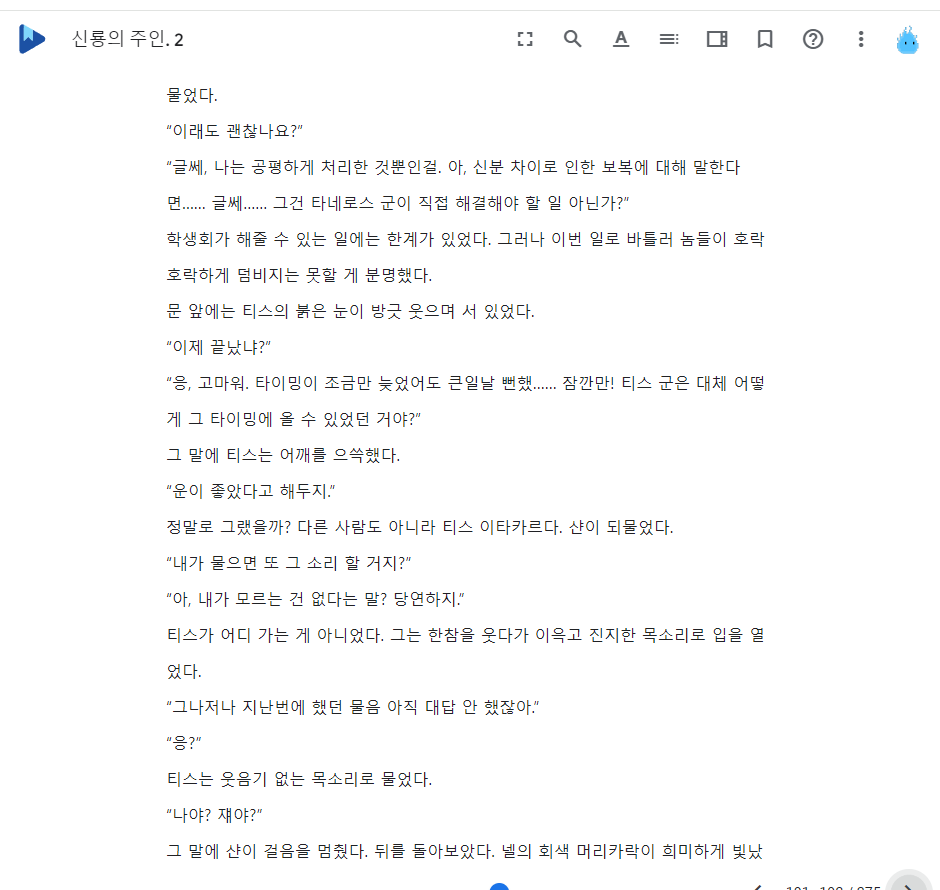 신룡의 주인. 2
물었다.
“이래도 괜찮나요?”
“글쎄, 나는 공평하게 처리한 것뿐인걸. 아, 신분 차이로 인한 보복에 대해 말한다
면...... 글쎄...... 그건 타네로스 군이 직접 해결해야 할 일 아닌가?”
학생회가 해줄 수 있는 일에는 한계가 있었다. 그러나 이번 일로 바틀러 놈들이 호락
호락하게 덤비지는 못할 게 분명했다.
문 앞에는 티스의 붉은 눈이 방긋 웃으며 서 있었다.
“이제 끝났냐?”
“응, 고마워. 타이밍이 조금만 늦었어도 큰일날 뻔했...... 잠깐만! 티스 군은 대체 어떻
게 그 타이밍에 올 수 있었던 거야?”
그 말에 티스는 어깨를 으쓱했다.
“운이 좋았다고 해두지.”
정말로 그랬을까? 다른 사람도 아니라 티스 이타카르다. 샨이 되물었다.
“내가 물으면 또 그 소리 할 거지?”
“아, 내가 모르는 건 없다는 말? 당연하지.”
티스가 어디 가는 게 아니었다. 그는 한참을 웃다가 이윽고 진지한 목소리로 입을 열
었다.
“그나저나 지난번에 했던 물음 아직 대답 안 했잖아.”
“응?”
티스는 웃음기 없는 목소리로 물었다.
“나야? 쟤야?”
그 말에 샨이 걸음을 멈췄다. 뒤를 돌아보았다. 넬의 회색 머리카락이 희미하게 빛났